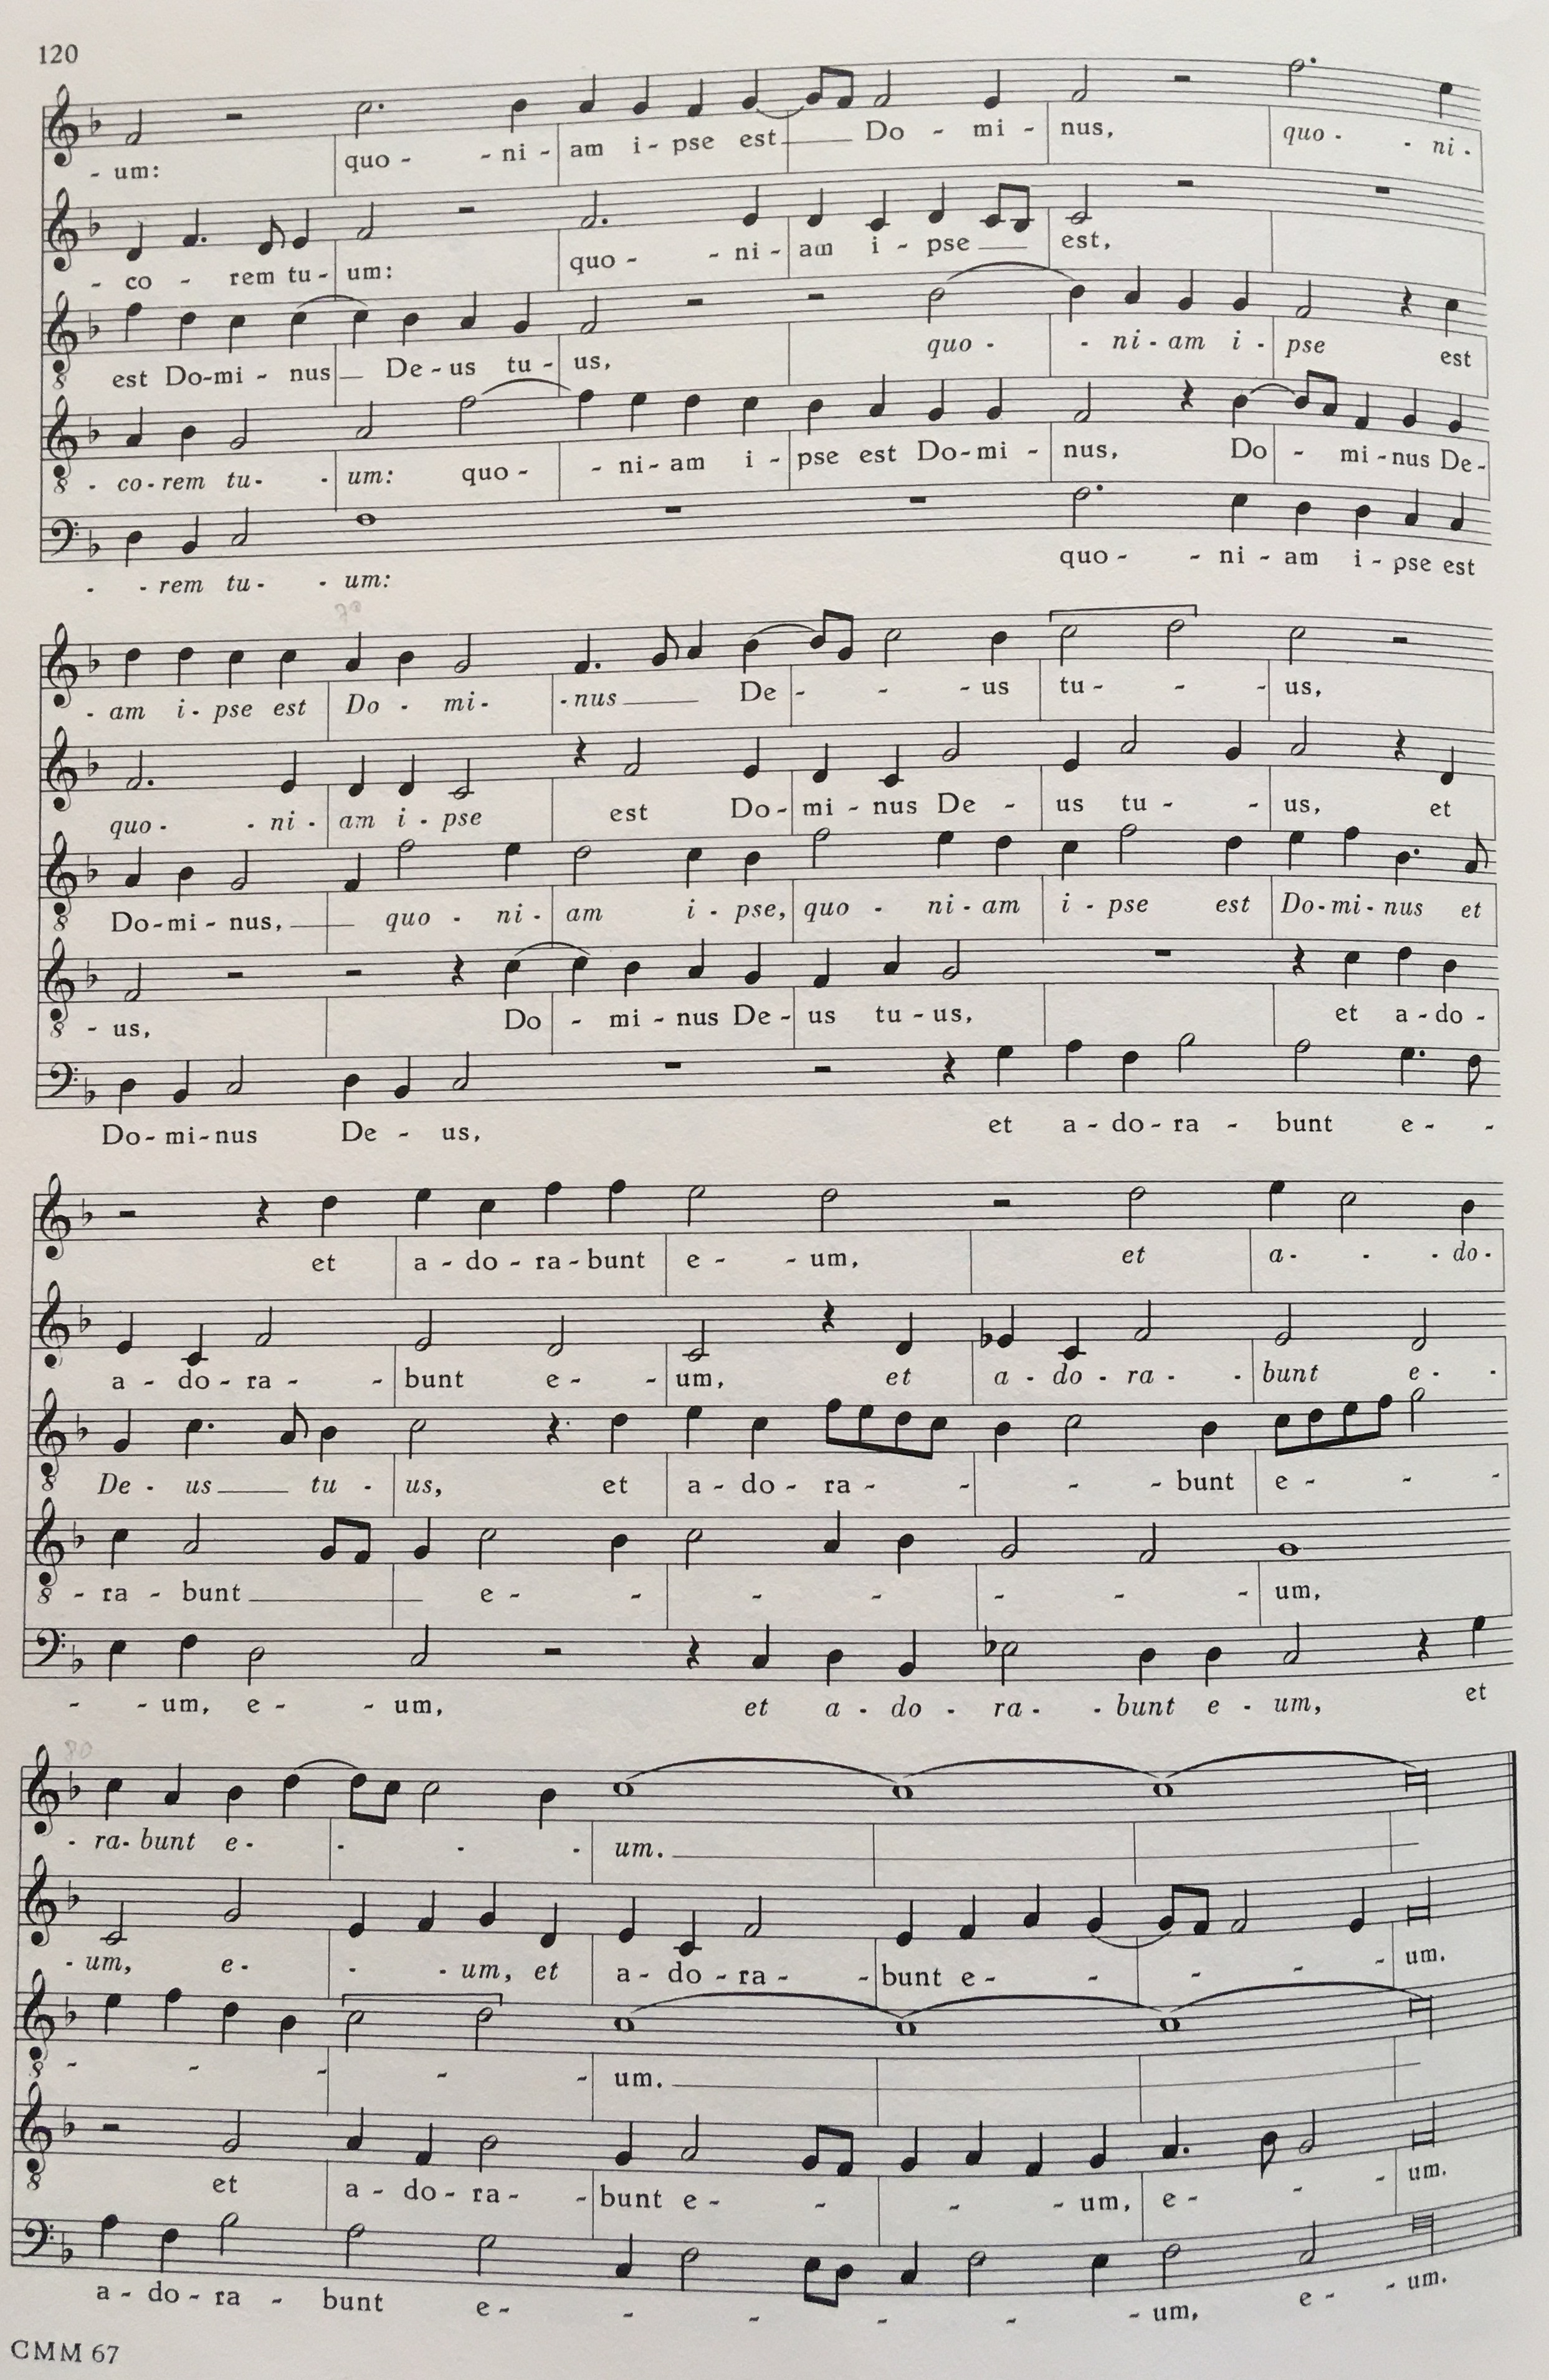 120
- um: quo - - ni - am i - pse est Do - mi - nus, quo - - ni -
- co - rem tu - um: quo - - ni - am i - pse est,
est Do - mi - nus De - us tu - us, quo - - ni - am i - pse est
8 - co - rem tu - - um: quo - - ni - am i - pse est Do - mi - nus, Do - mi - nus De -
- - rem tu - - um: quo - - ni - am i - pse est
70
- am i - pse est Do - mi - - nus De - - - us tu - - - us,
quo - - ni - am i - pse est Do - mi - nus De - us tu - - us, et
8 Do - mi - nus, quo - ni - am i - pse, quo - ni - am i - pse est Do - mi - nus et
8 - us, Do - mi - nus De - us tu - us, et a - do -
Do - mi - nus De - us, et a - do - ra - bunt e - -
et a - do - ra - bunt e - - um, et a - - - do -
a - do - ra - - bunt e - - um, et a - do - ra - - bunt e - -
8 De - us tu - us, et a - do - ra - - - - bunt e - - -
8 - ra - bunt e - - - - - - - um,
- - um, e - - um, et a - do - ra - - bunt e - um, et
80
- ra - bunt e - - - - um.
- um, e - - - um, et a - do - ra - - bunt e - - - - - um.
8 - - - - - um.
8 et a - do - ra - - bunt e - - - - um, e - - - um.
a - do - ra - bunt e - - - - - - um, e - - um.
CMM 67